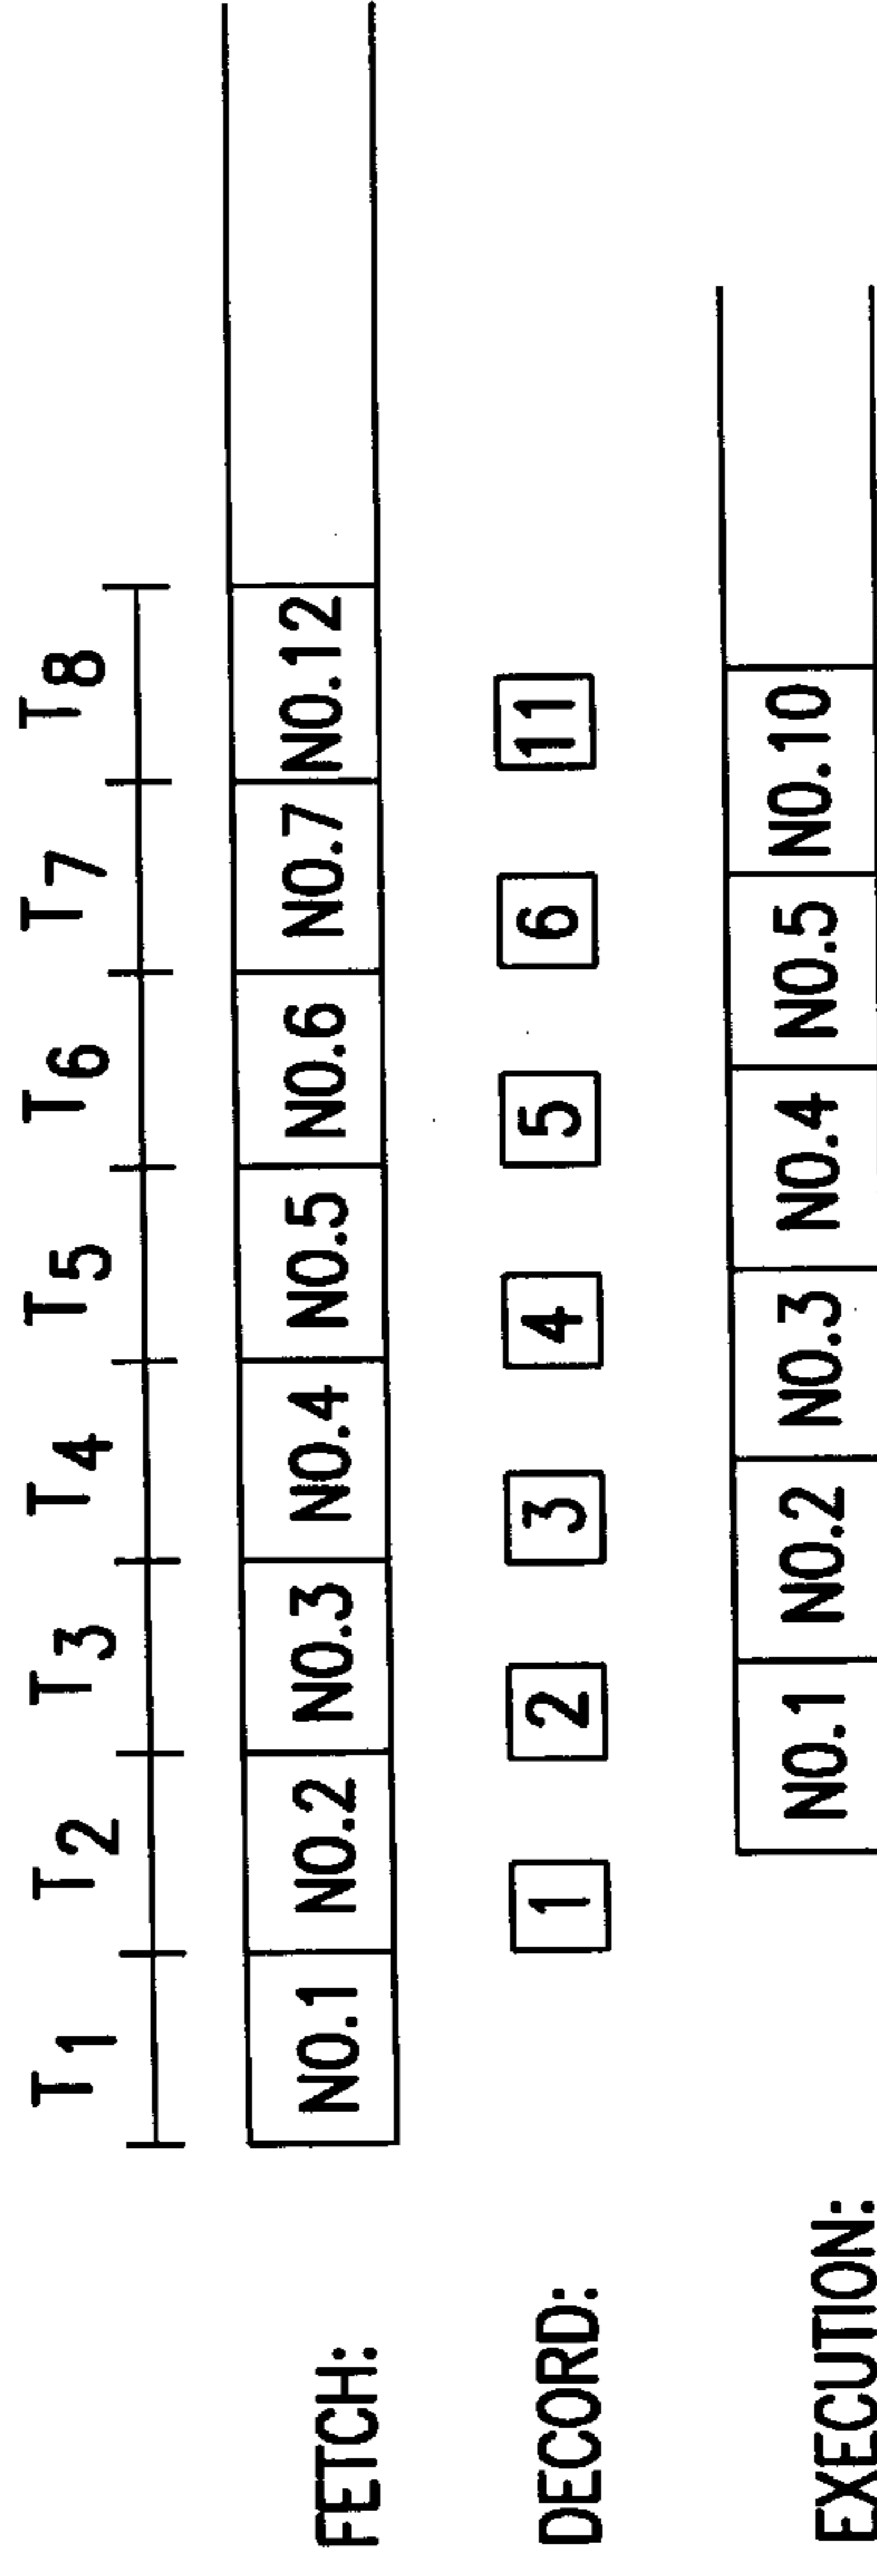 T1 T2 T3 T4 T5 T6 T7 T8
FETCH: NO.1 NO.2 NO.3 NO.4 NO.5 NO.6 NO.7 NO.12
DECORD: 1 2 3 4 5 6 11
EXECUTION: NO.1 NO.2 NO.3 NO.4 NO.5 NO.10